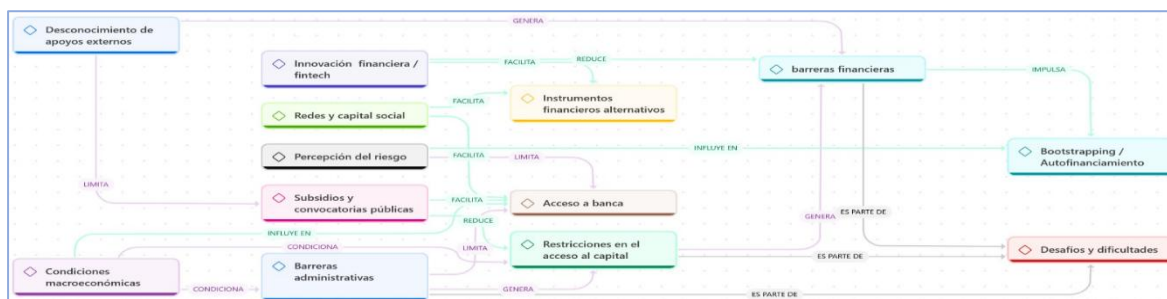 Desconocimiento de
apoyos externos
GENERA
Innovación financiera /
fintech
FACILITA
REDUCE
barreras financieras
IMPULSA
Redes y capital social
FACILITA
Instrumentos
financieros alternativos
Percepción del riesgo
FACILITA
LIMITA
INFLUYE EN
Bootstrapping /
Autofinanciamiento
LIMITA
Subsidios y
convocatorias públicas
FACILITA
REDUCE
Acceso a banca
GENERA
ES PARTE DE
INFLUYE EN
CONDICIONA
LIMITA
Restricciones en el
acceso al capital
ES PARTE DE
Desafíos y dificultades
Condiciones
macroeconómicas
CONDICIONA
Barreras
administrativas
GENERA
ES PARTE DE